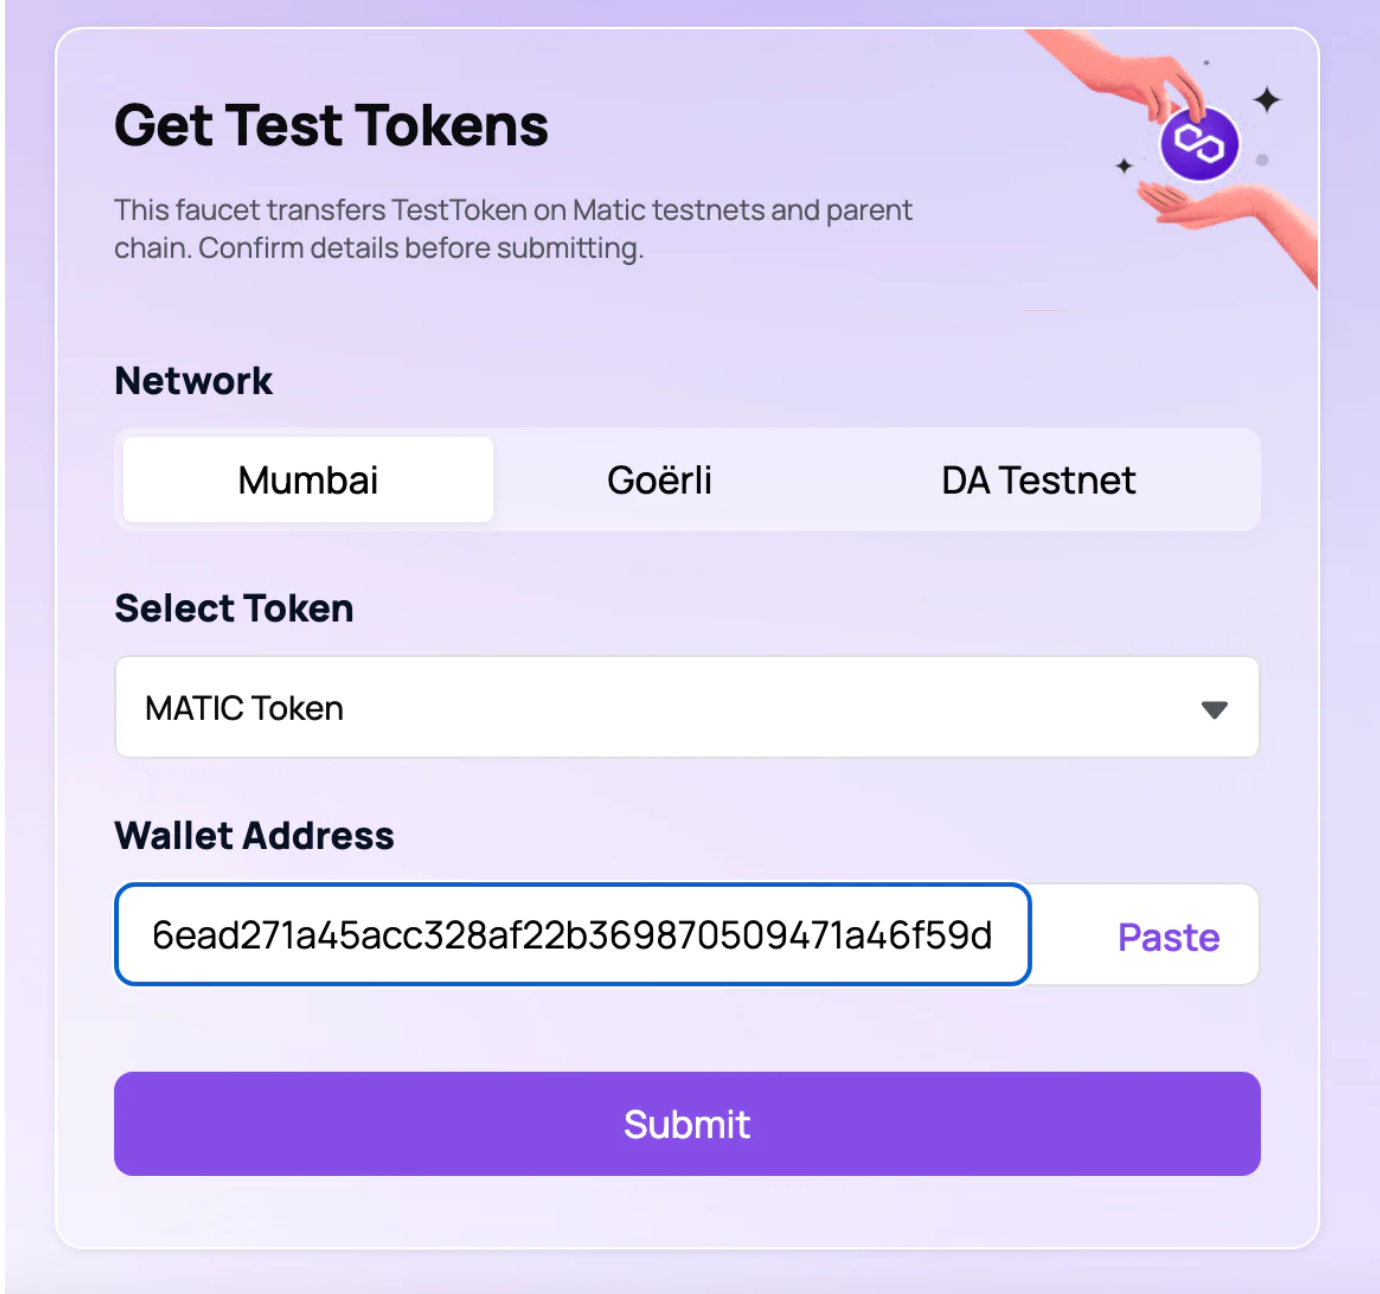 Get Test Tokens
This faucet transfers TestToken on Matic testnets and parent
chain. Confirm details before submitting.
Network
Mumbai Goërli DA Testnet
Select Token
MATIC Token
Wallet Address
6ead271a45acc328af22b369870509471a46f59d Paste
Submit